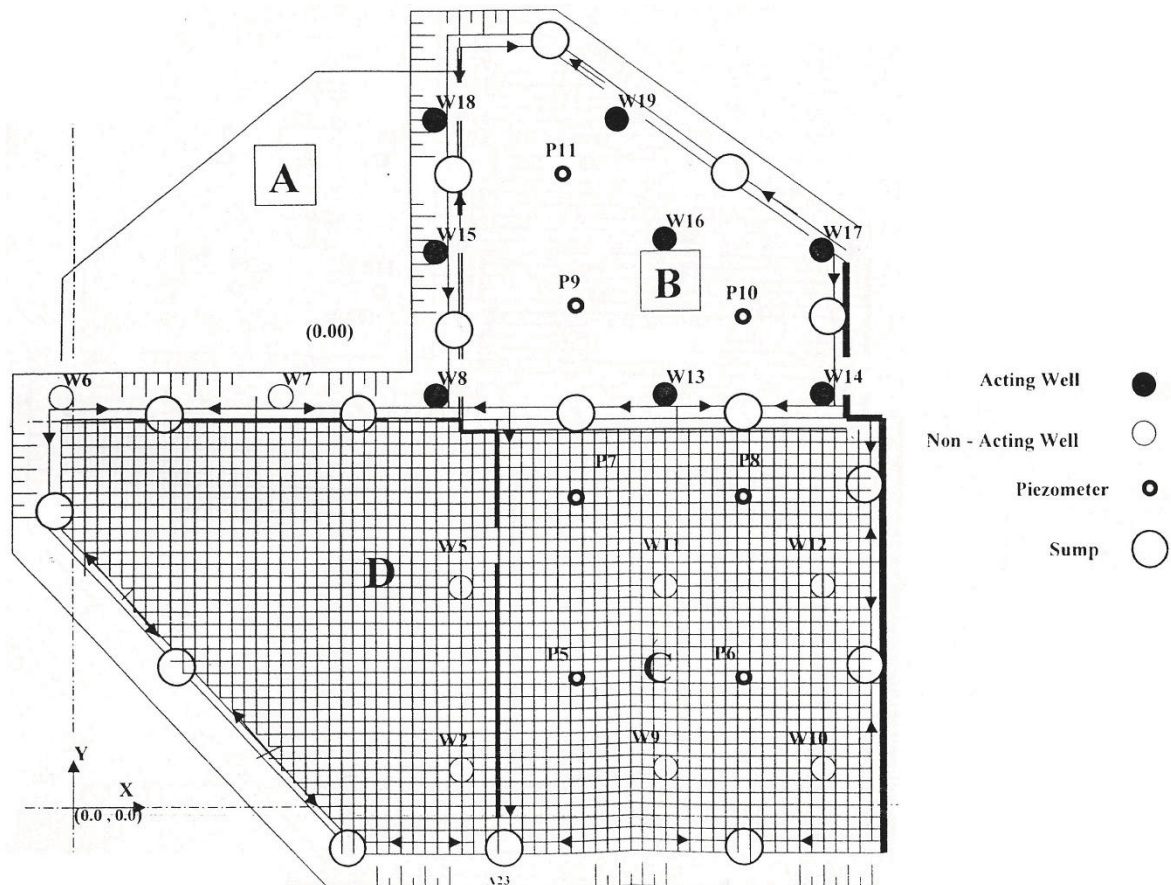 W18
W19
P11
A
W16
W17
W15
B
P9
P10
(0.00)
W6
W7
W8
W13
W14
Acting Well
Non - Acting Well
P7
P8
Piezometer
W5
W11
W12
Sump
D
P5
C
P6
W2
W9
W10
Y
X
(0.0 , 0.0)